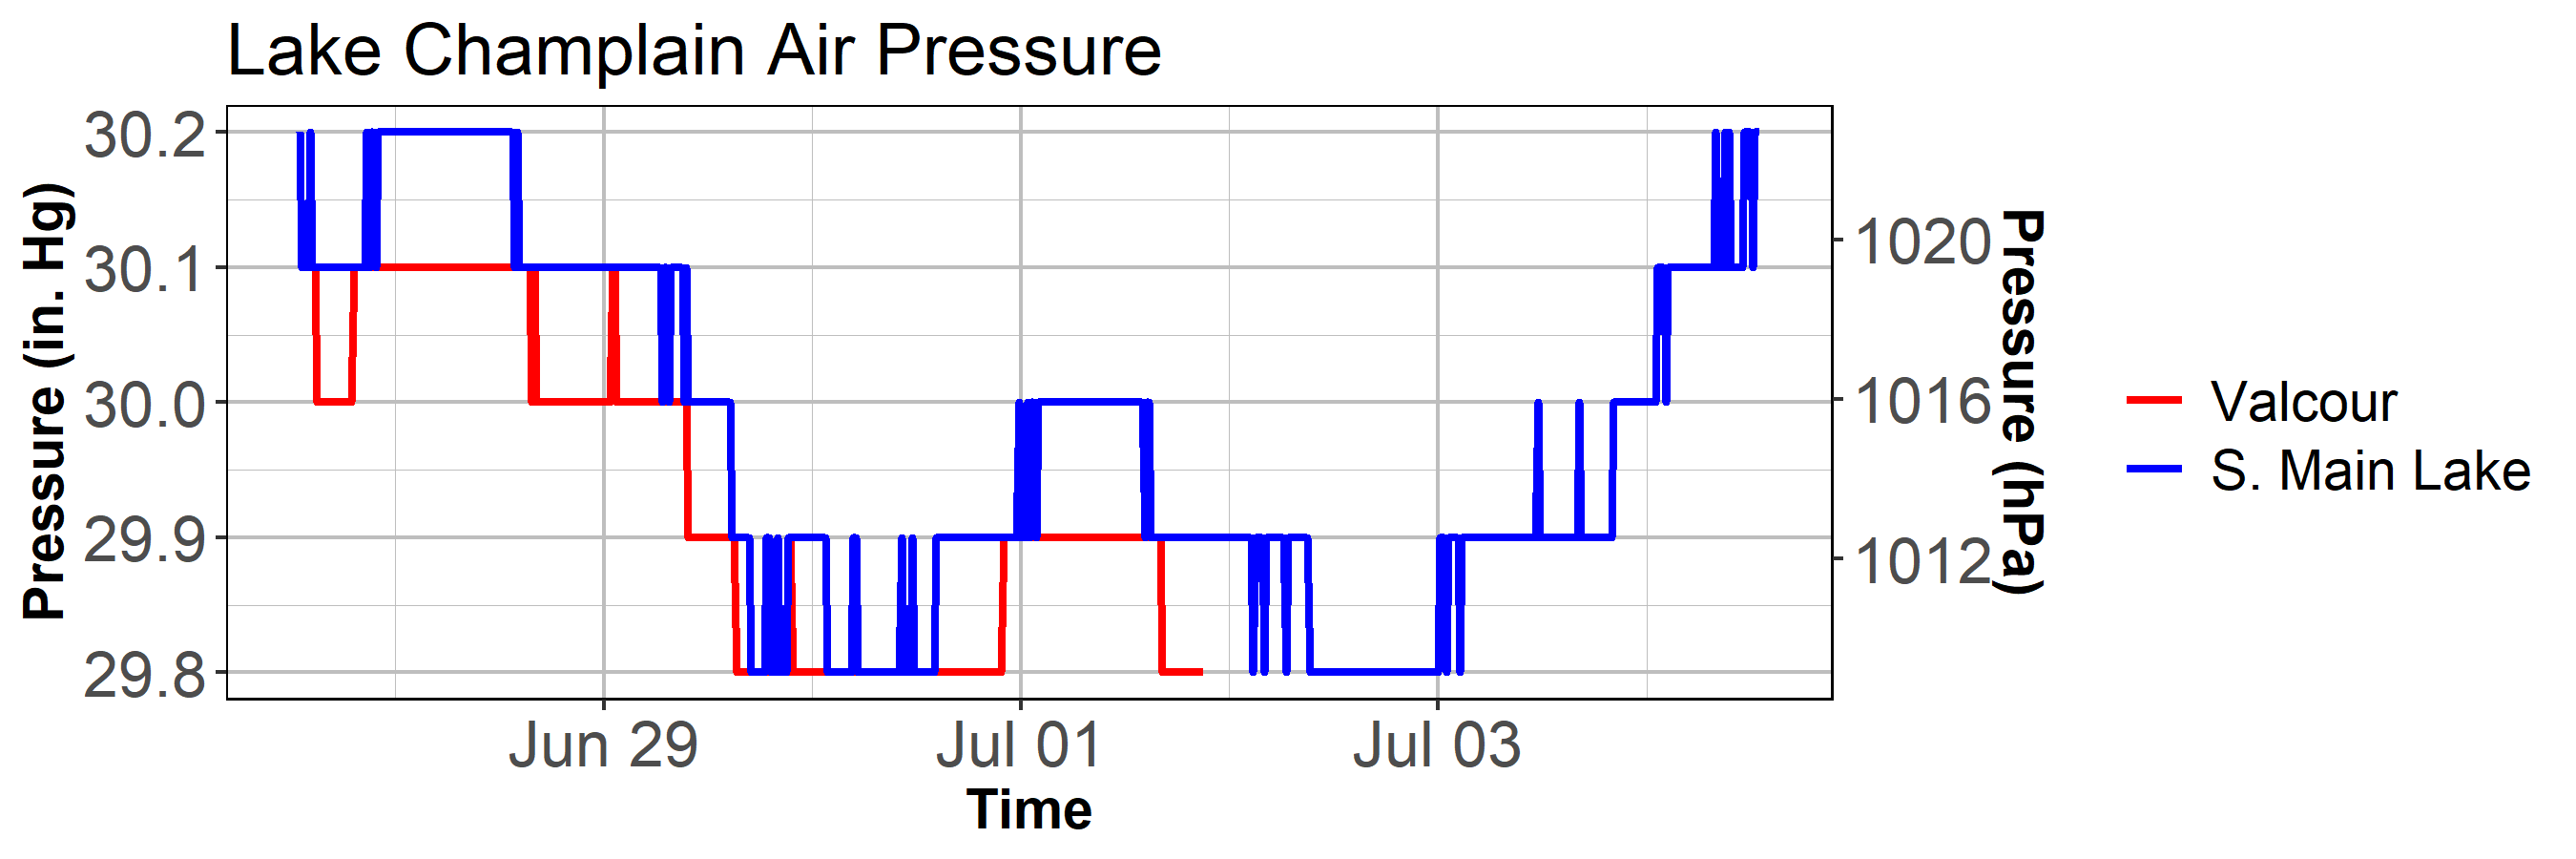 Lake Champlain Air Pressure
Pressure (in. Hg)
30.2
30.1
30.0
29.9
29.8
Jun 29
Jul 01
Jul 03
Time
1020
1016
1012
Pressure (hPa)
Valcour
S. Main Lake